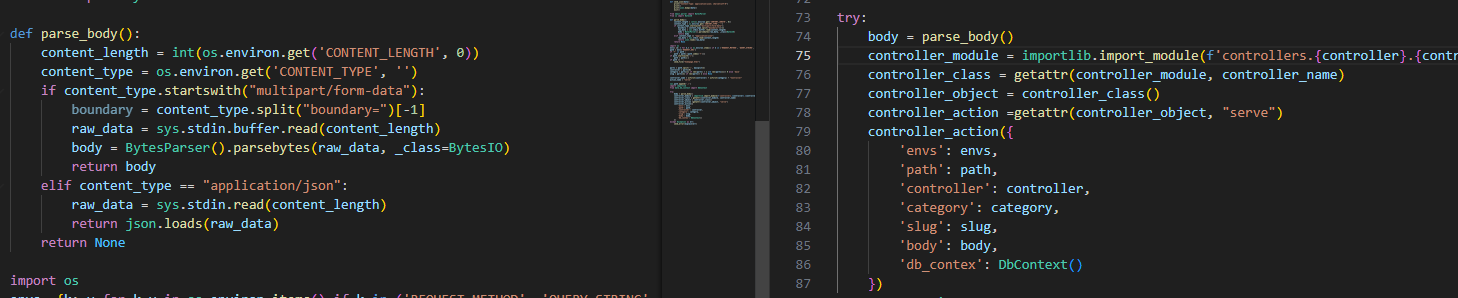 def parse_body():
    content_length = int(os.environ.get('CONTENT_LENGTH', 0))
    content_type = os.environ.get('CONTENT_TYPE', '')
    if content_type.startswith("multipart/form-data"):
        boundary = content_type.split("boundary=")[-1]
        raw_data = sys.stdin.buffer.read(content_length)
        body = BytesParser().parsebytes(raw_data, _class=BytesIO)
        return body
    elif content_type == "application/json":
        raw_data = sys.stdin.read(content_length)
        return json.loads(raw_data)
    return None
import os
73 try:
74     body = parse_body()
75     controller_module = importlib.import_module(f'controllers.{controller}.{cont
76     controller_class = getattr(controller_module, controller_name)
77     controller_object = controller_class()
78     controller_action =getattr(controller_object, "serve")
79     controller_action({
80         'envs': envs,
81         'path': path,
82         'controller': controller,
83         'category': category,
84         'slug': slug,
85         'body': body,
86         'db_contex': DbContext()
87     })